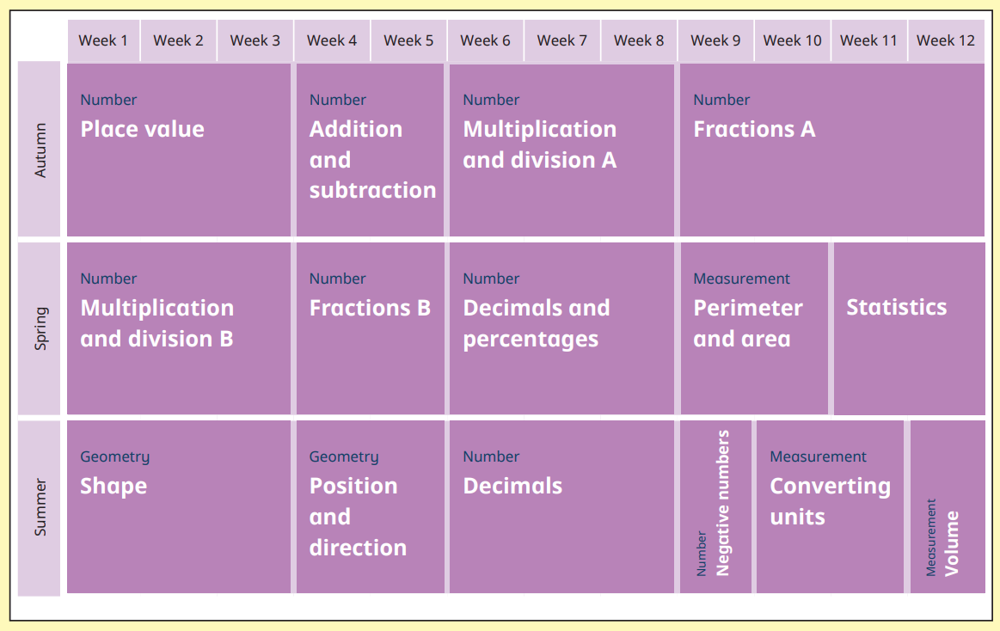 Week 1 Week 2 Week 3 Week 4 Week 5 Week 6 Week 7 Week 8 Week 9 Week 10 Week 11 Week 12
Autumn
Number
Place value
Number
Addition
and
subtraction
Number
Multiplication
and division A
Number
Fractions A
Spring
Number
Multiplication
and division B
Number
Fractions B
Number
Decimals and
percentages
Measurement
Perimeter
and area
Statistics
Summer
Geometry
Shape
Geometry
Position
and
direction
Number
Decimals
Number
Negative numbers
Measurement
Converting
units
Measurement
Volume